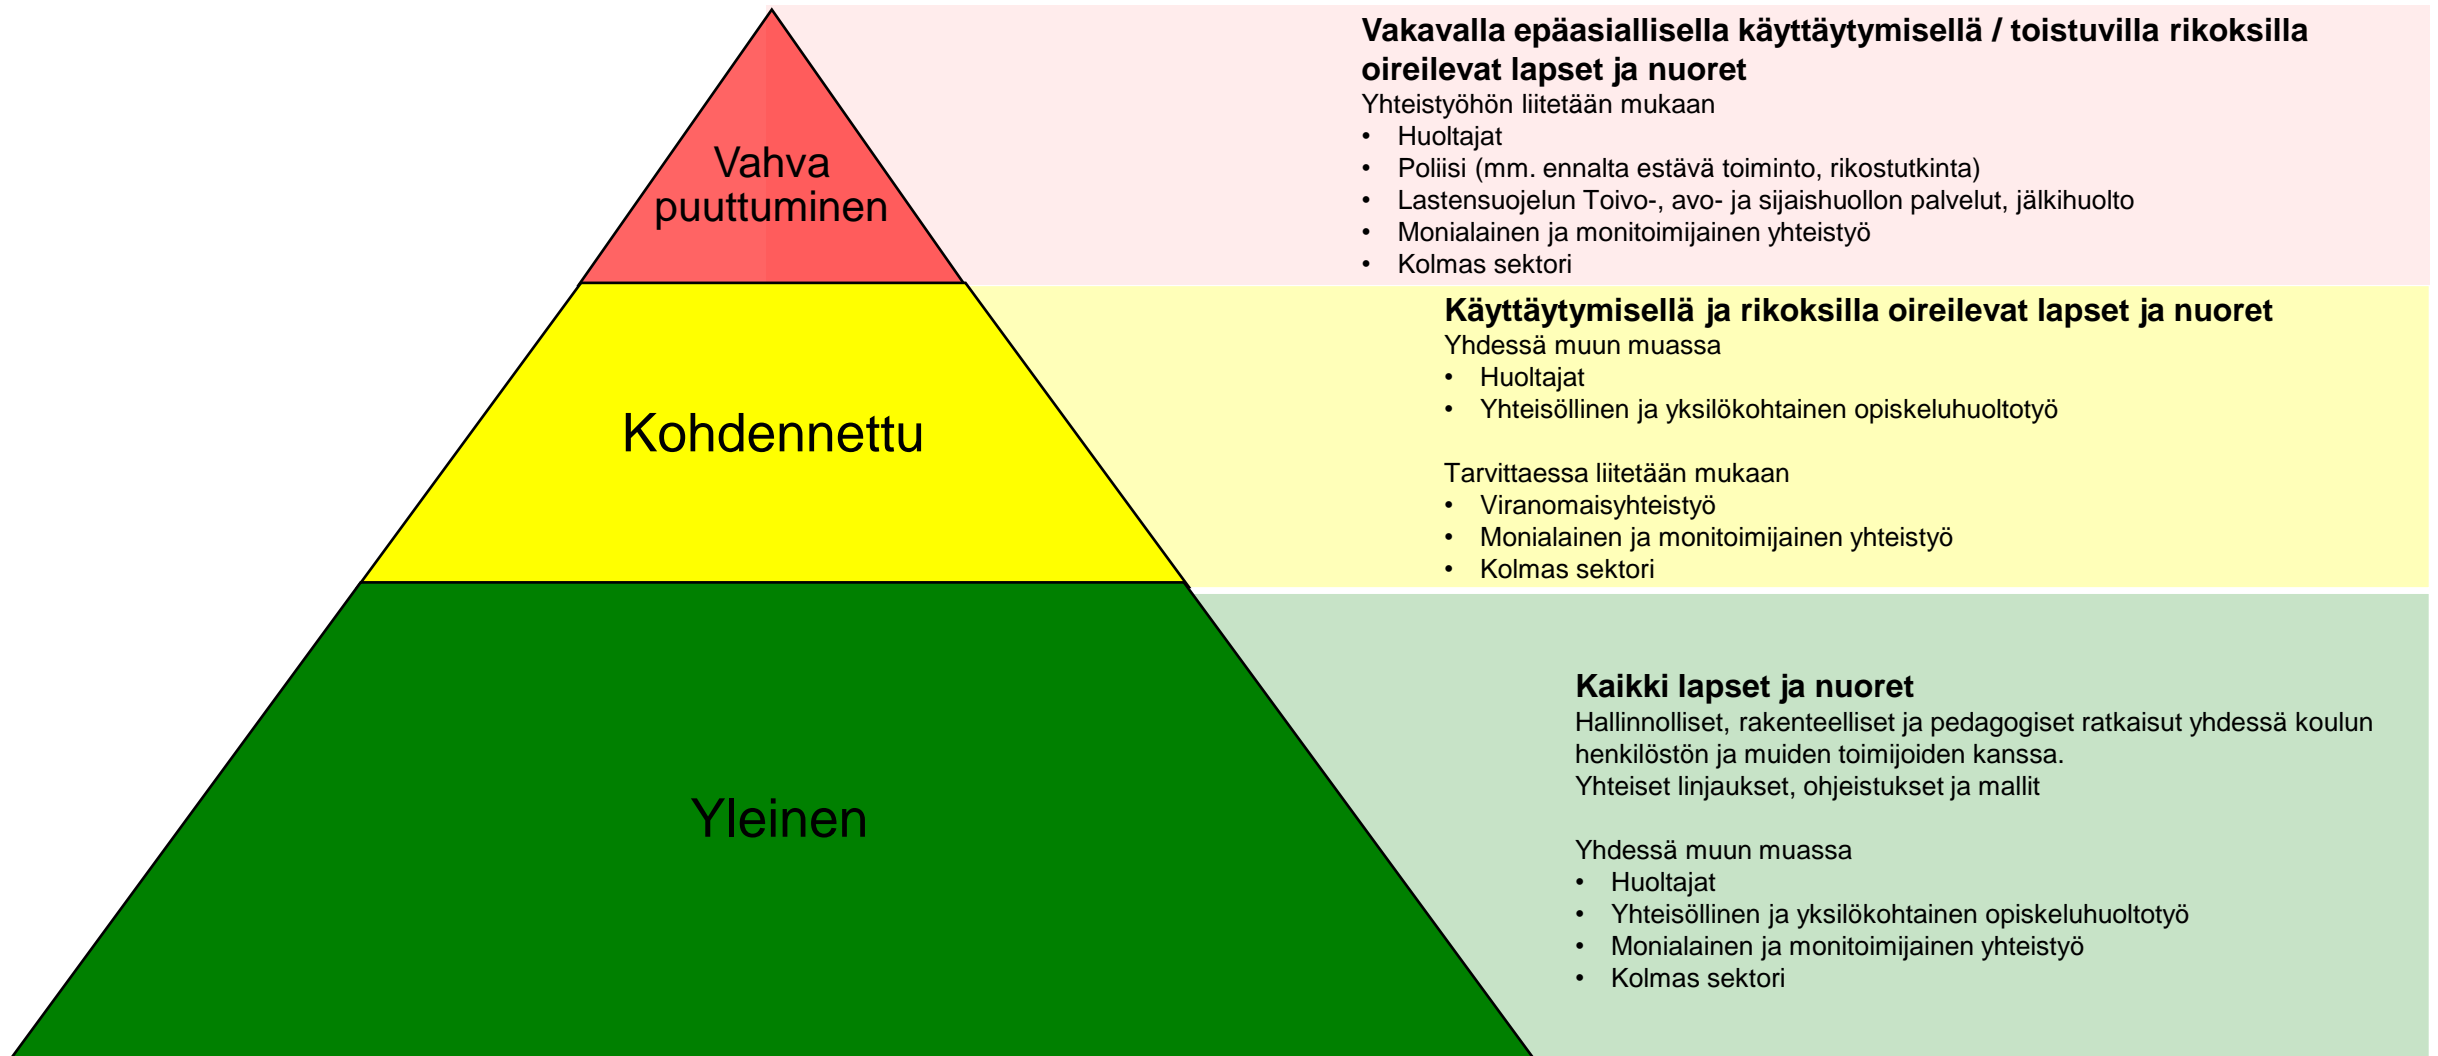 Vahva
puuttuminen
Kohdennettu
Yleinen
Vakavalla epäasiallisella käyttäytymisellä / toistuvilla rikoksilla
oireilevat lapset ja nuoret
Yhteistyöhön liitetään mukaan
• Huoltajat
• Poliisi (mm. ennalta estävä toiminto, rikostutkinta)
• Lastensuojelun Toivo-, avo- ja sijaishuollon palvelut, jälkihuolto
• Monialainen ja monitoimijainen yhteistyö
• Kolmas sektori
Käyttäytymisellä ja rikoksilla oireilevat lapset ja nuoret
Yhdessä muun muassa
• Huoltajat
• Yhteisöllinen ja yksilökohtainen opiskeluhuoltotyö
Tarvittaessa liitetään mukaan
• Viranomaisyhteistyö
• Monialainen ja monitoimijainen yhteistyö
• Kolmas sektori
Kaikki lapset ja nuoret
Hallinnolliset, rakenteelliset ja pedagogiset ratkaisut yhdessä koulun
henkilöstön ja muiden toimijoiden kanssa.
Yhteiset linjaukset, ohjeistukset ja mallit
Yhdessä muun muassa
• Huoltajat
• Yhteisöllinen ja yksilökohtainen opiskeluhuoltotyö
• Monialainen ja monitoimijainen yhteistyö
• Kolmas sektori